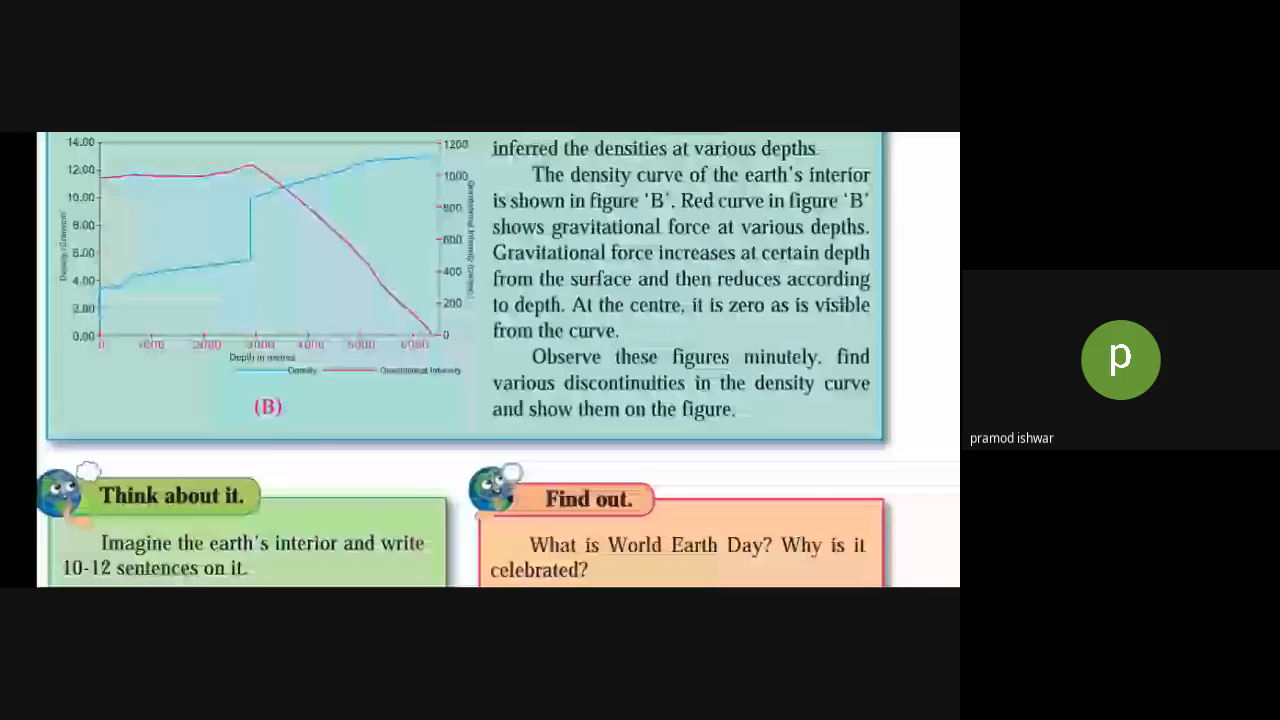 14.00
12.00
10.00
8.00
6.00
4.00
2.00
0.00
1200
1000
800
600
400
200
0
0 1000 2000 3000 4000 5000 6000
Depth in metres
Density Gravitational Intensity
(B)
inferred the densities at various depths.
The density curve of the earth's interior
is shown in figure ‘B’. Red curve in figure ‘B’
shows gravitational force at various depths.
Gravitational force increases at certain depth
from the surface and then reduces according
to depth. At the centre, it is zero as is visible
from the curve.
Observe these figures minutely. find
various discontinuities in the density curve
and show them on the figure.
Think about it.
Imagine the earth's interior and write
10-12 sentences on it.
Find out.
What is World Earth Day? Why is it
celebrated?
p
pramod ishwar